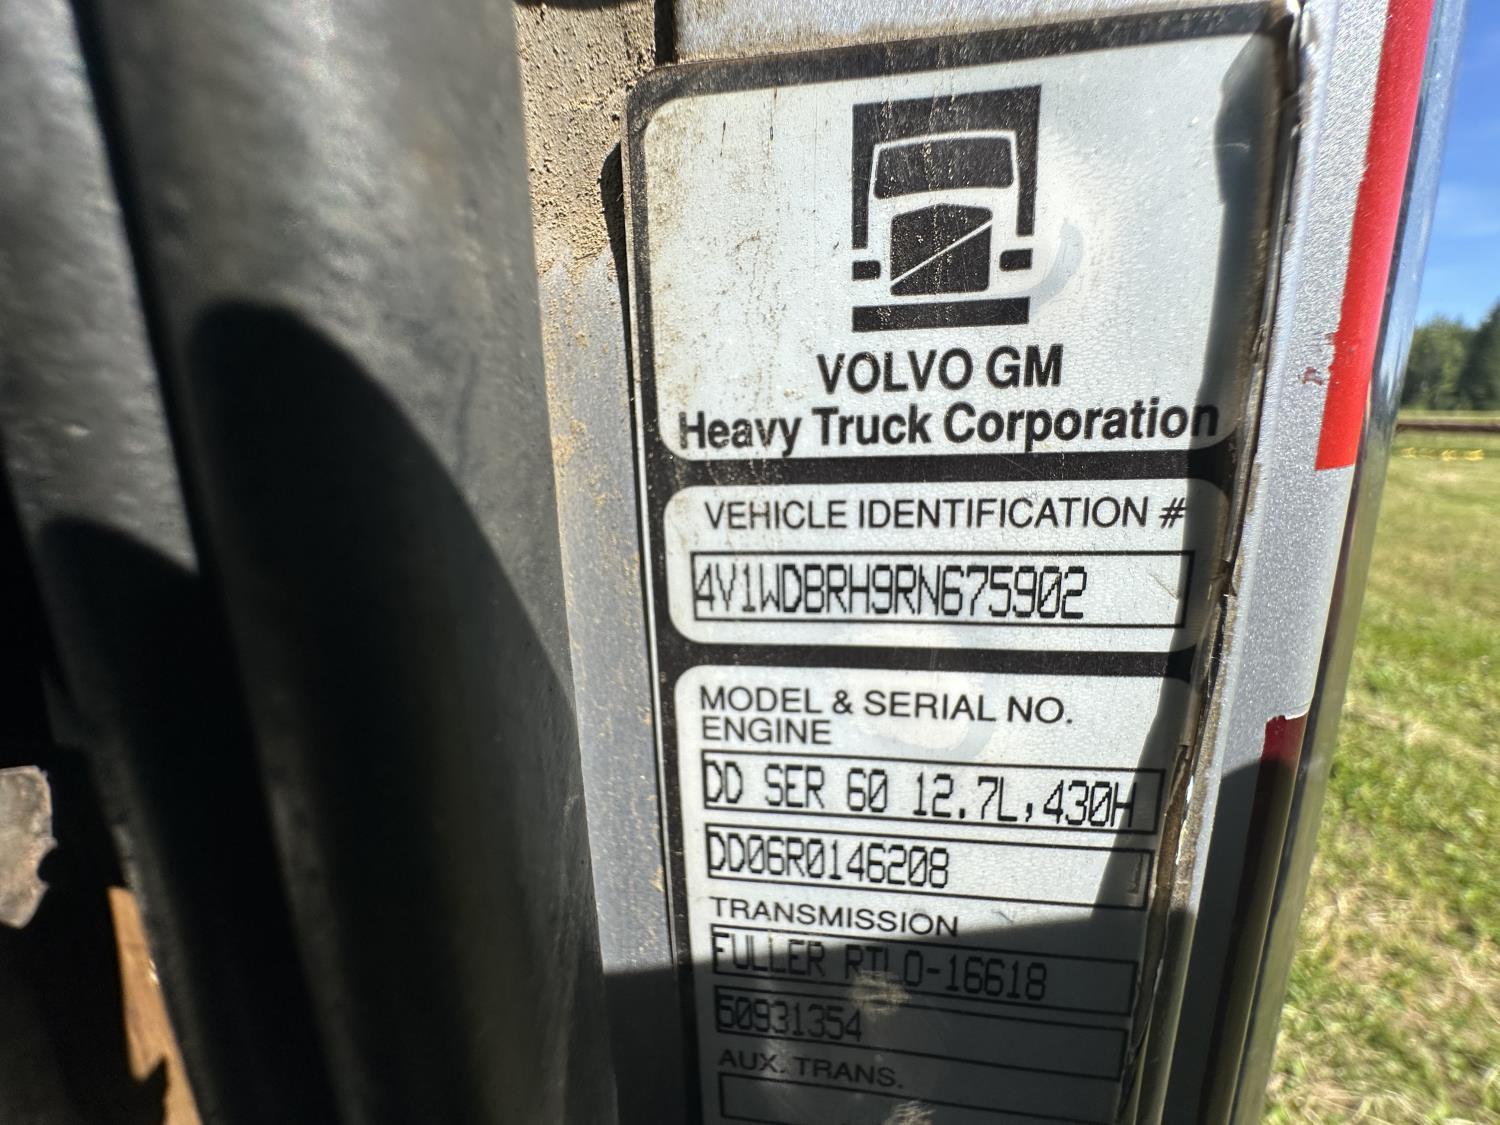 VOLVO GM
Heavy Truck Corporation
VEHICLE IDENTIFICATION #
4V1WDBRH9RN675902
MODEL & SERIAL NO.
ENGINE
DD SER 60 12.7L,430H
DD06R0146208
TRANSMISSION
FULLER RTLO-16618
60931354
AUX. TRANS.